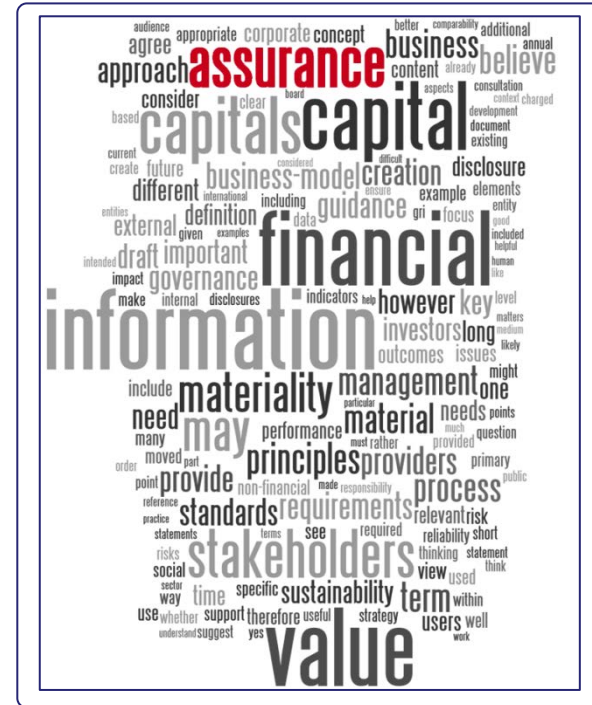 audience appropriate corporate concept better comparability additional
agree assurance business annual
approach content already believe
consider clear board aspects consultation
based capitals capital context charged
development
document
existing
current
create future considered difficult
business-model creation disclosure
different international including ensure example elements
entities definition data guidance gri focus entity
external given examples financial good
included
helpful
intended draft important human
like
impact governance
make internal disclosures indicators help however key level
information investors long matters
medium
outcomes issues likely
might
include materiality management one
need particular material needs points
many may performance much question
moved part must rather provided
order principles providers primary
point provide non-financial made responsibility process public
reference
practice standards requirements relevant risk
statements terms see required reliability short
risks stakeholders thinking statement
social view used think
sector
way time specific sustainability term within
use whether support therefore useful strategy users well
understand suggest yes value work